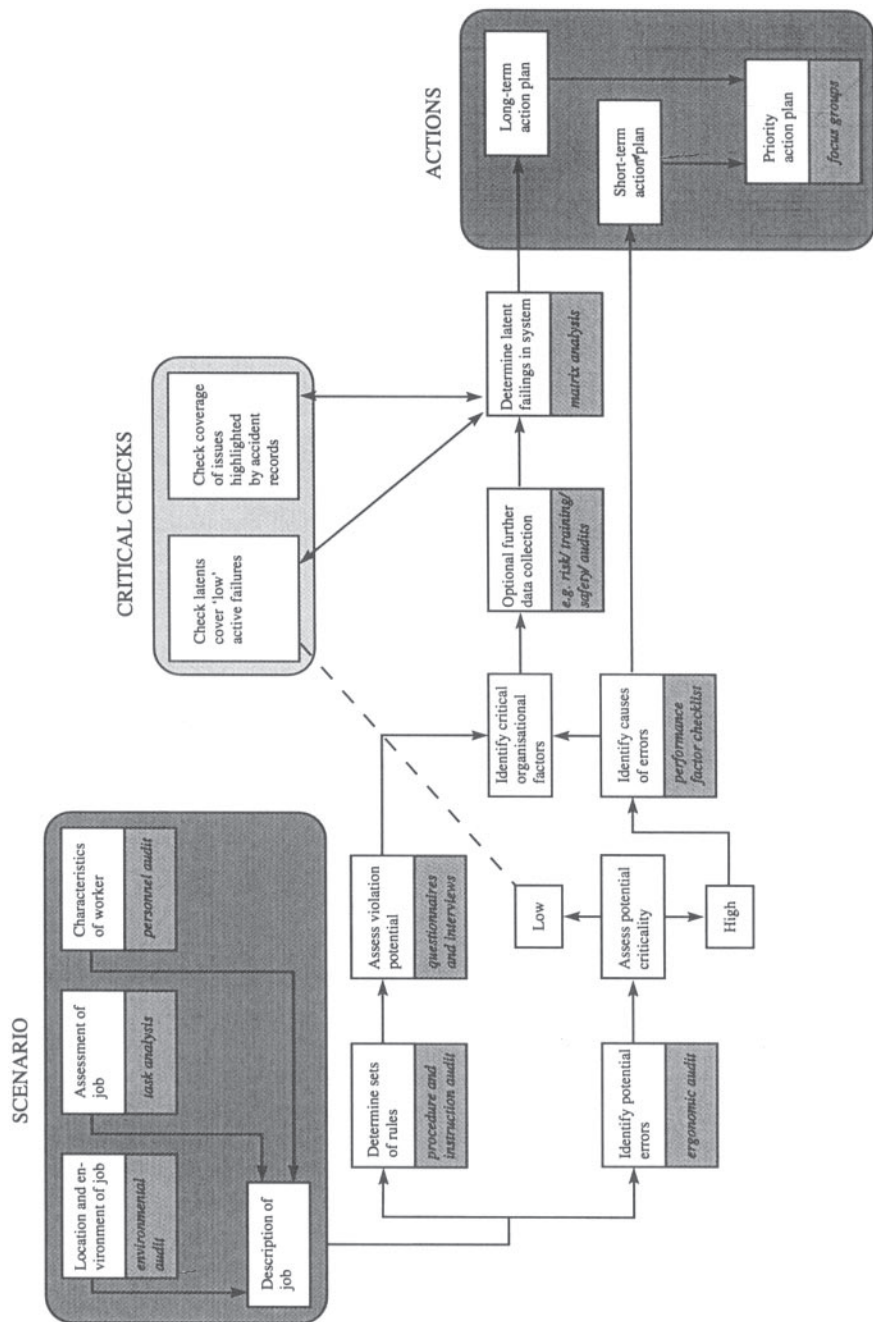 SCENARIO
Location and en-
vironment of job
environmental
audit
Assessment of
job
task analysis
Characteristics
of worker
personnel audit
Description of
job
CRITICAL CHECKS
Check latents
cover 'low'
active failures
Check coverage
of issues
highlighted
by accident
records
Determine sets
of rules
procedure and
instruction audit
Assess violation
potential
questionnaires
and interviews
Identify potential
errors
ergonomic audit
Low
Assess potential
criticality
High
Identify critical
organisational
factors
Identify causes
of errors
performance
factor checklist
Optional further
data collection
e.g. risk/ training/
safety/ audits
Determine latent
failings in system
matrix analysis
ACTIONS
Long-term
action plan
Short-term
action plan
Priority
action plan
focus groups